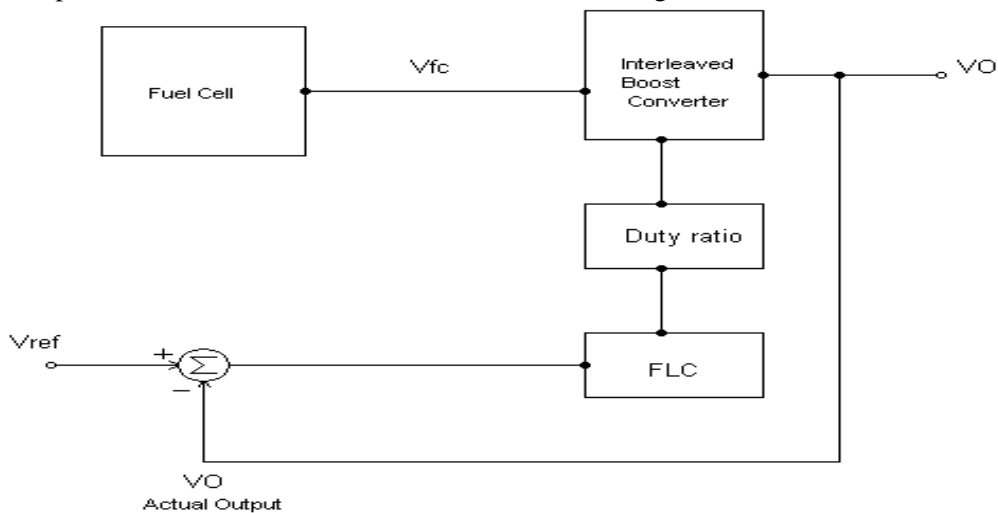 Fuel Cell
Vfc
Interleaved
Boost
Converter
VO
Duty ratio
Vref
+
Σ
−
FLC
VO
Actual Output